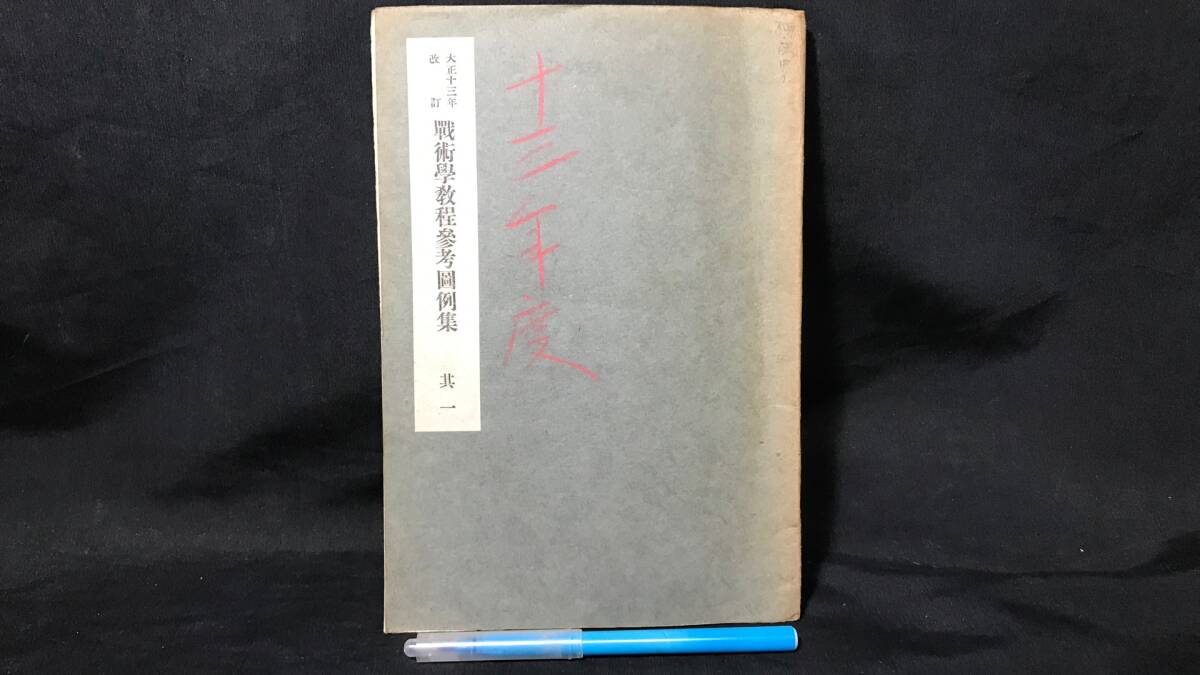 大正十三年
改訂
戰術學教程參考圖例集 其一
十三年度